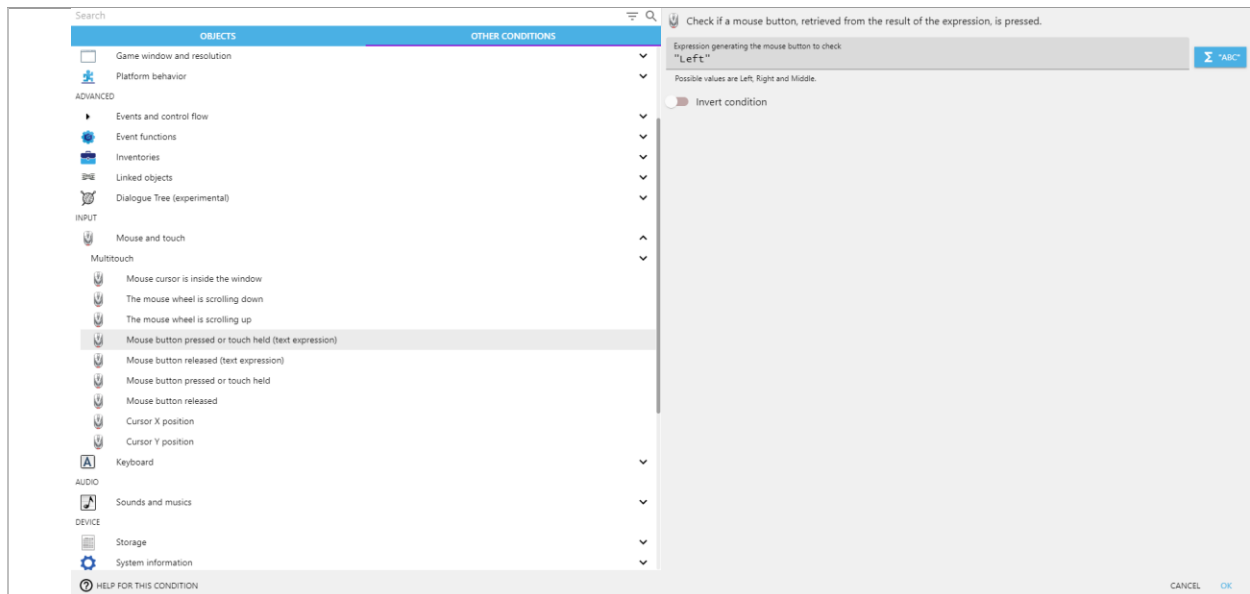 Search
OBJECTS
OTHER CONDITIONS
Game window and resolution
Platform behavior
ADVANCED
Events and control flow
Event functions
Inventories
Linked objects
Dialogue Tree (experimental)
INPUT
Mouse and touch
Multitouch
Mouse cursor is inside the window
The mouse wheel is scrolling down
The mouse wheel is scrolling up
Mouse button pressed or touch held (text expression)
Mouse button released (text expression)
Mouse button pressed or touch held
Mouse button released
Cursor X position
Cursor Y position
A Keyboard
AUDIO
Sounds and musics
DEVICE
Storage
System information
? HELP FOR THIS CONDITION
Check if a mouse button, retrieved from the result of the expression, is pressed.
Expression generating the mouse button to check
"Left"
Σ "ABC"
Possible values are Left, Right and Middle.
Invert condition
CANCEL
OK